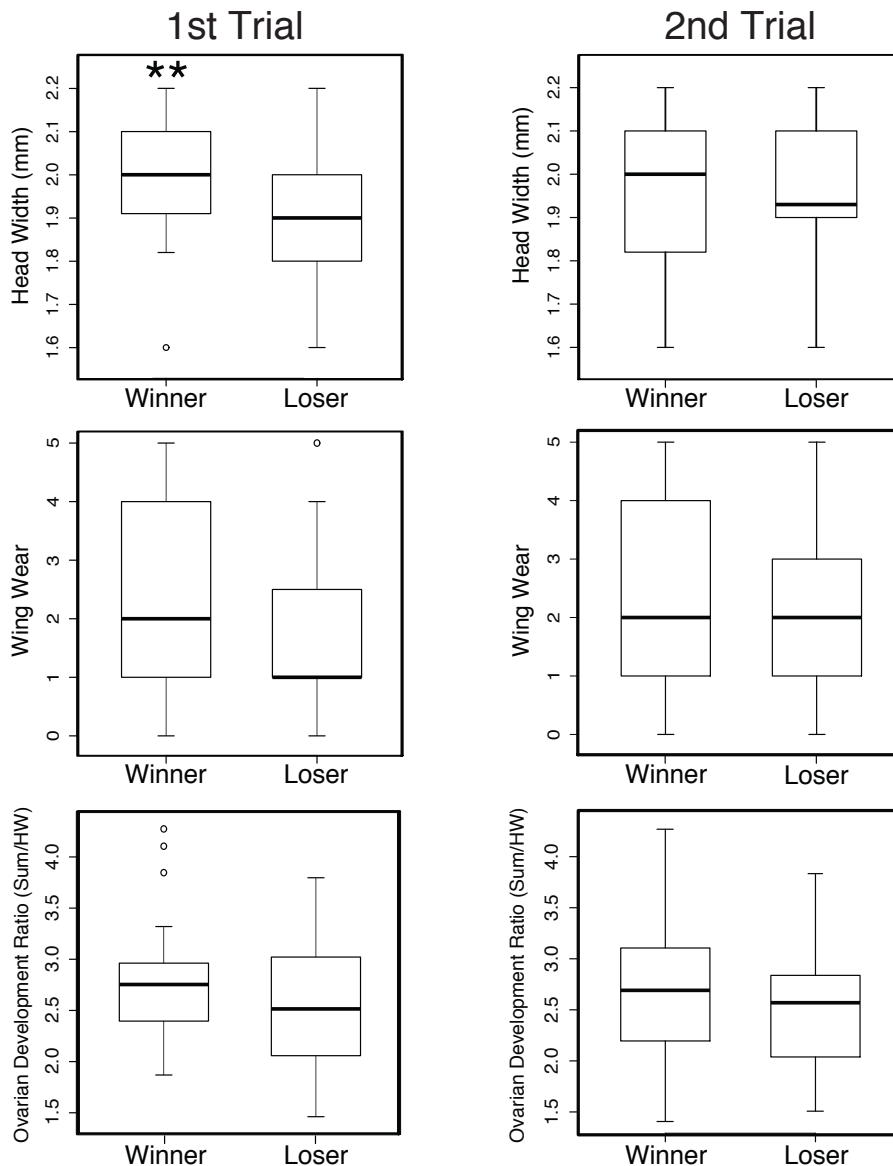 1st Trial
2nd Trial
**
Head Width (mm)
2.2
2.1
2.0
1.9
1.8
1.7
1.6
Winner
Loser
Head Width (mm)
2.2
2.1
2.0
1.9
1.8
1.7
1.6
Winner
Loser
Wing Wear
5
4
3
2
1
0
Winner
Loser
Wing Wear
5
4
3
2
1
0
Winner
Loser
Ovarian Development Ratio (Sum/HW)
4.0
3.5
3.0
2.5
2.0
1.5
Winner
Loser
Ovarian Development Ratio (Sum/HW)
4.0
3.5
3.0
2.5
2.0
1.5
Winner
Loser